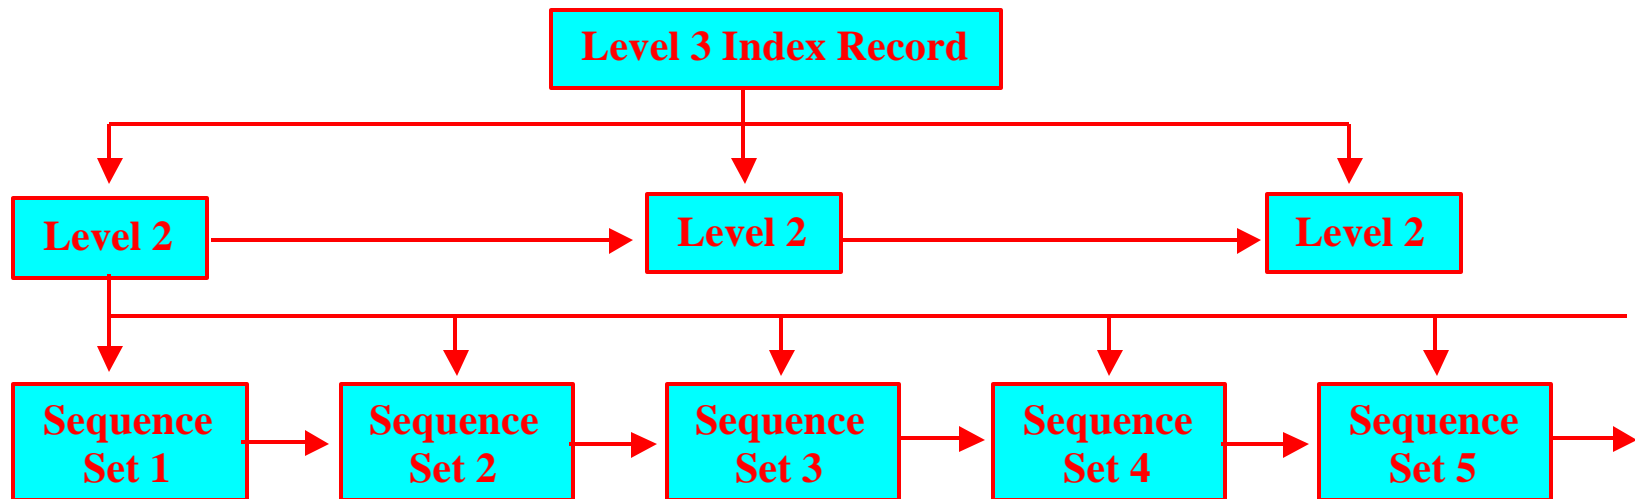 Level 3 Index Record
Level 2
Level 2
Level 2
Sequence
Set 1
Sequence
Set 2
Sequence
Set 3
Sequence
Set 4
Sequence
Set 5